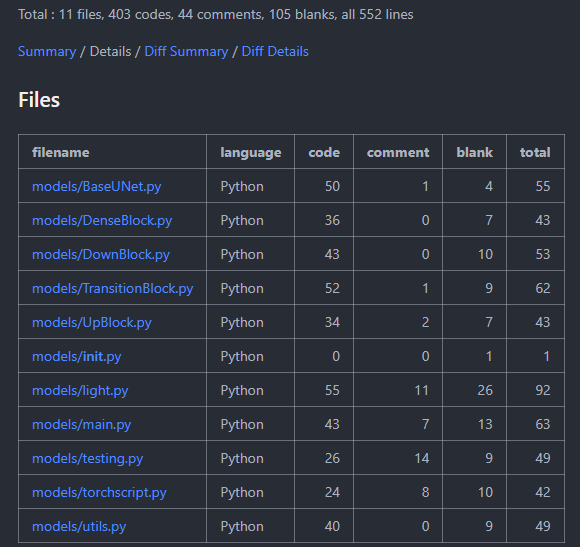 Total : 11 files, 403 codes, 44 comments, 105 blanks, all 552 lines
Summary / Details / Diff Summary / Diff Details
Files
filename language code comment blank total
models/BaseUNet.py Python 50 1 4 55
models/DenseBlock.py Python 36 0 7 43
models/DownBlock.py Python 43 0 10 53
models/TransitionBlock.py Python 52 1 9 62
models/UpBlock.py Python 34 2 7 43
models/init.py Python 0 0 1 1
models/light.py Python 55 11 26 92
models/main.py Python 43 7 13 63
models/testing.py Python 26 14 9 49
models/torchscript.py Python 24 8 10 42
models/utils.py Python 40 0 9 49